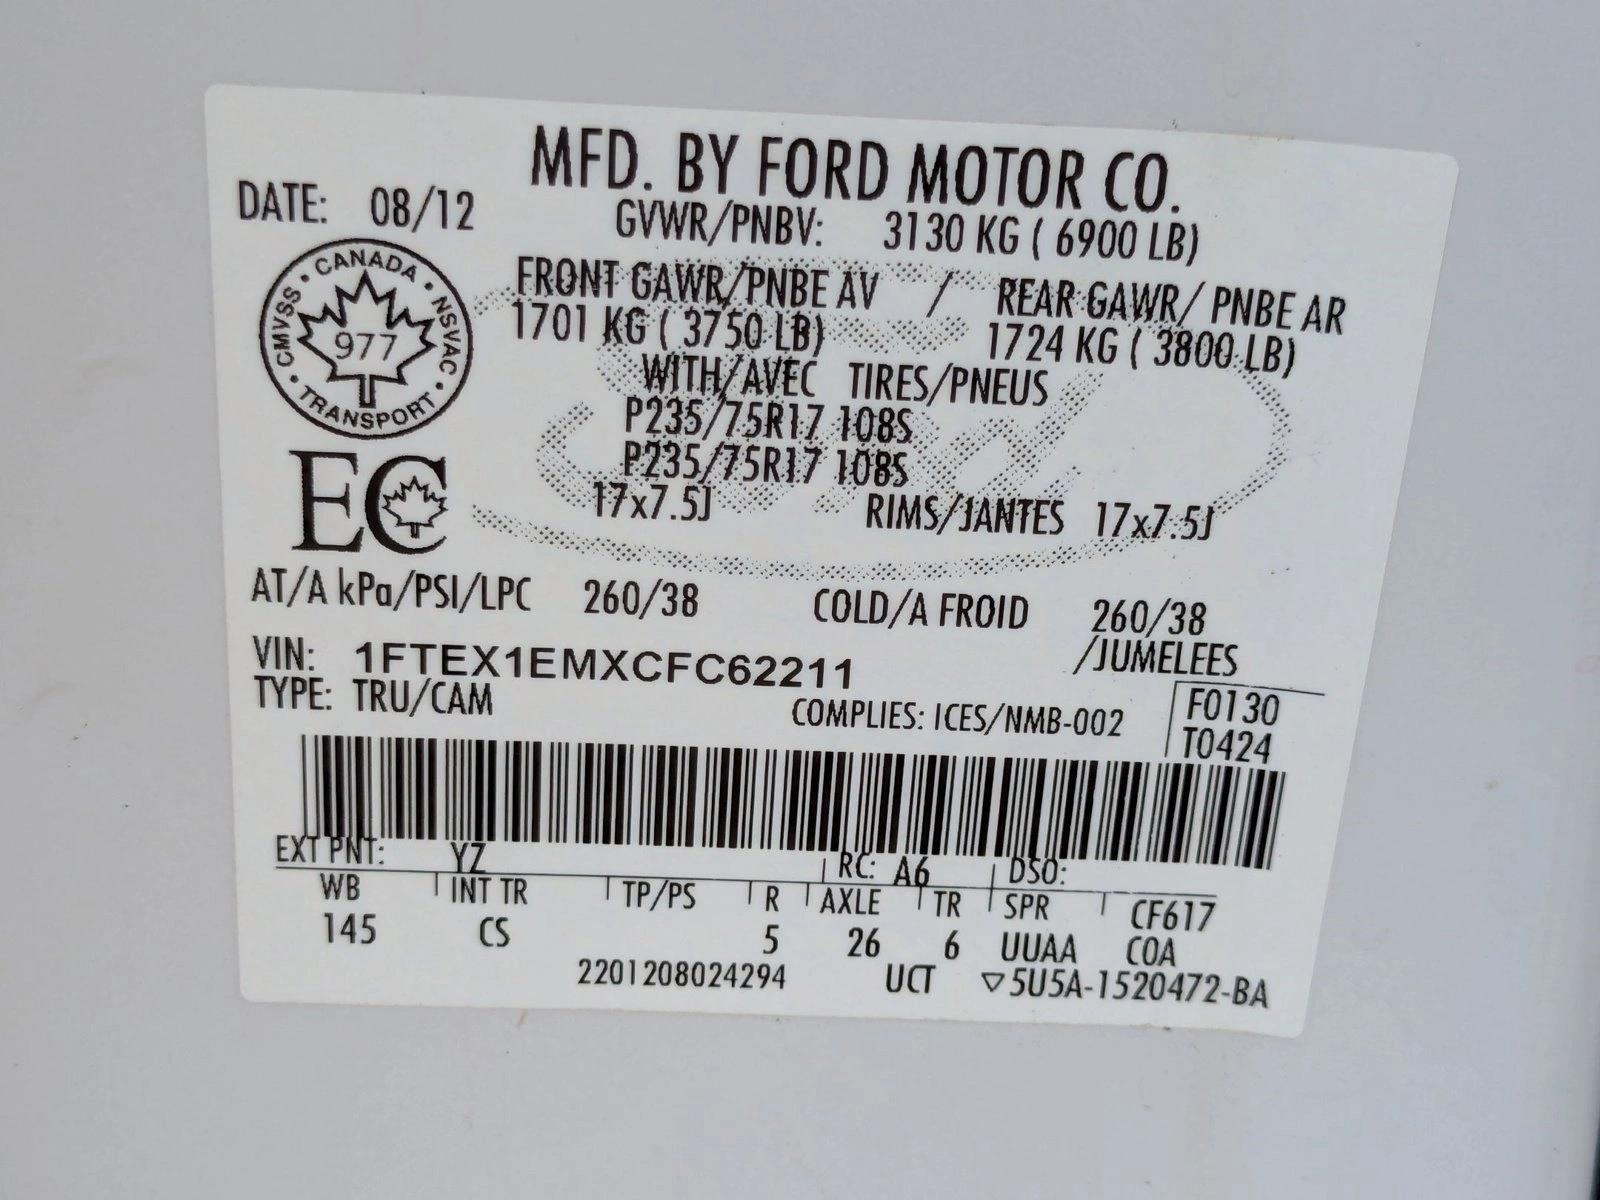 MFD. BY FORD MOTOR CO.
DATE: 08/12
GVWR/PNBV: 3130 KG ( 6900 LB)
FRONT GAWR/PNBE AV / REAR GAWR/ PNBE AR
1701 KG ( 3750 LB) 1724 KG ( 3800 LB)
WITH/AVEC TIRES/PNEUS
P235/75R17 108S
P235/75R17 108S
17x7.5J RIMS/JANTES 17x7.5J
CANADA • NSVAC • TRANSPORT • CMVSS •
977
EC
AT/A kPa/PSI/LPC 260/38 COLD/A FROID 260/38
/JUMELEES
VIN: 1FTEX1EMXCFC62211
TYPE: TRU/CAM
COMPLIES: ICES/NMB-002
F0130
T0424
EXT PNT: YZ RC: A6 DSO:
WB INT TR TP/PS R AXLE TR SPR CF617
145 CS 5 26 6 UUAA COA
2201208024294 UCT ▽5U5A-1520472-BA